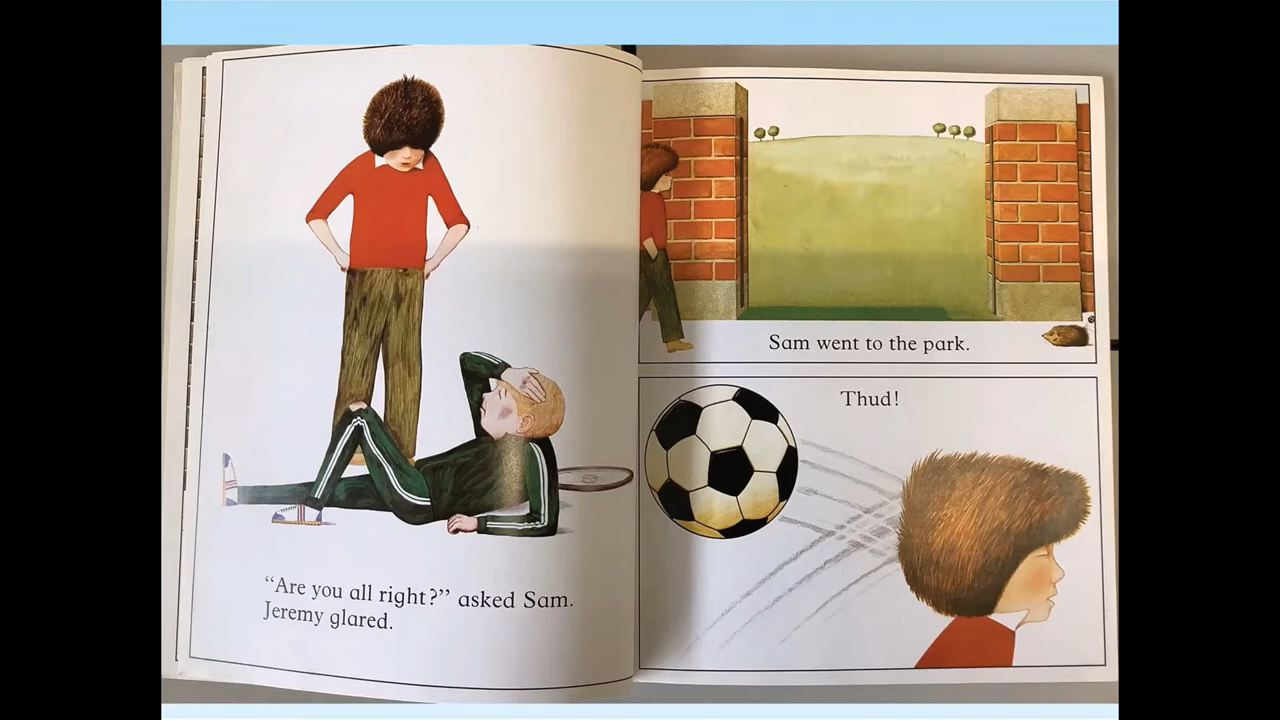 “Are you all right?” asked Sam.
Jeremy glared.
Sam went to the park.
Thud!